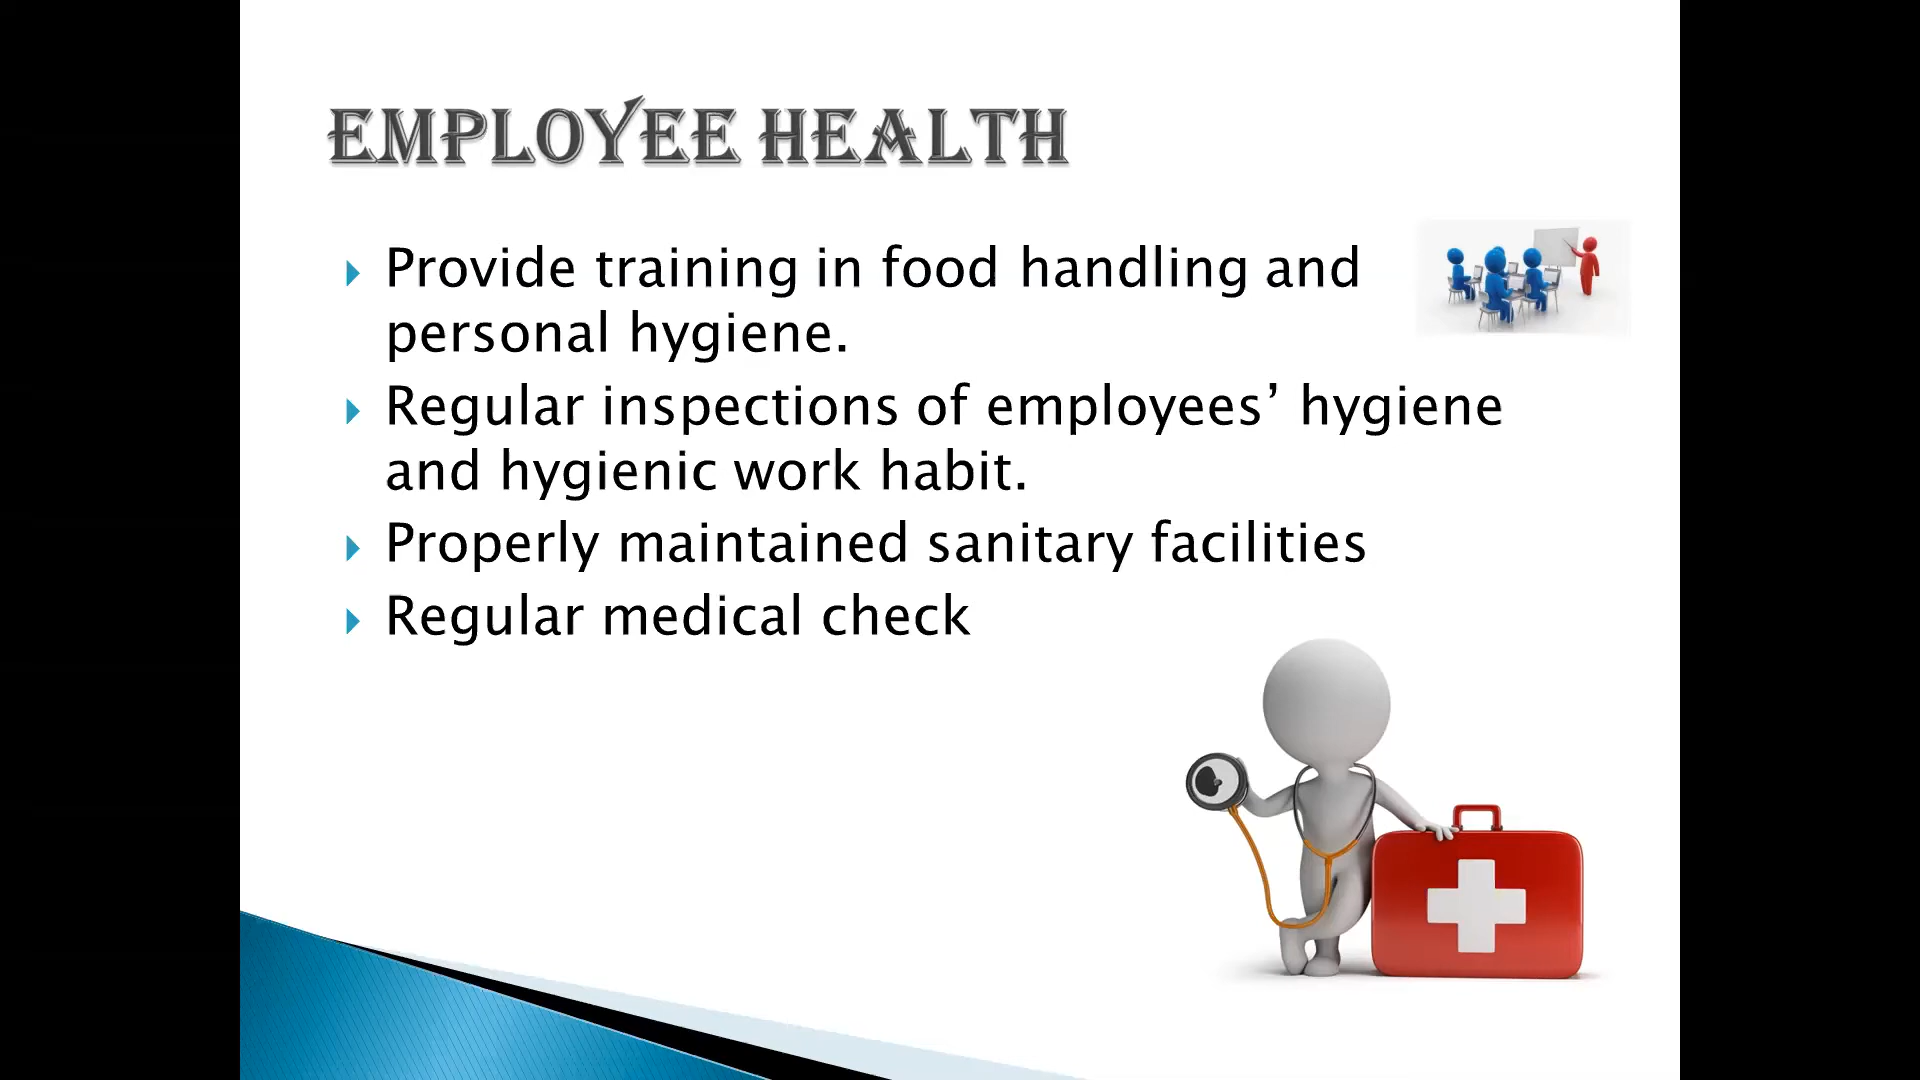 EMPLOYEE HEALTH
Provide training in food handling and
personal hygiene.
Regular inspections of employees’ hygiene
and hygienic work habit.
Properly maintained sanitary facilities
Regular medical check